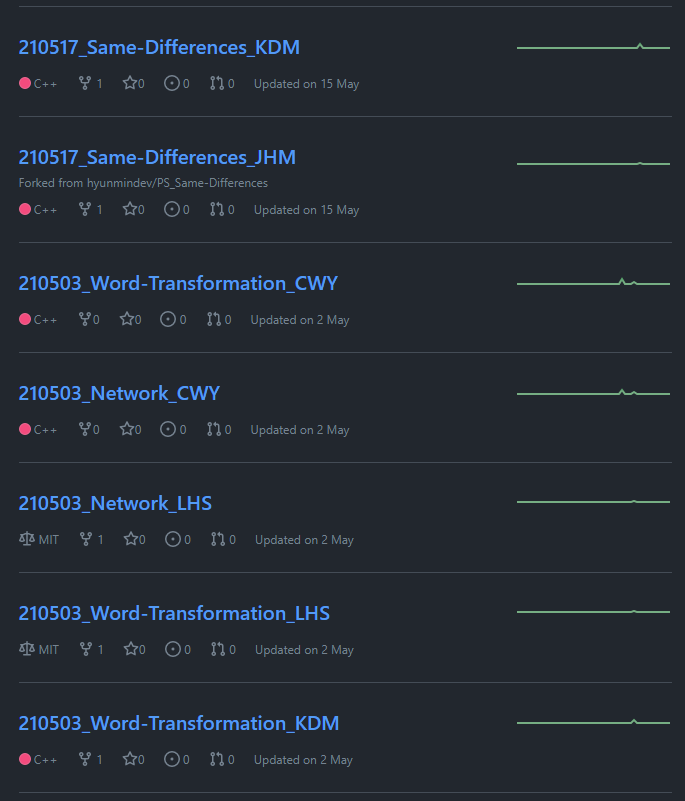 210517_Same-Differences_KDM
C++ 1 0 0 0 Updated on 15 May
210517_Same-Differences_JHM
Forked from hyunmindev/PS_Same-Differences
C++ 1 0 0 0 Updated on 15 May
210503_Word-Transformation_CWY
C++ 0 0 0 0 Updated on 2 May
210503_Network_CWY
C++ 0 0 0 0 Updated on 2 May
210503_Network_LHS
MIT 1 0 0 0 Updated on 2 May
210503_Word-Transformation_LHS
MIT 1 0 0 0 Updated on 2 May
210503_Word-Transformation_KDM
C++ 1 0 0 0 Updated on 2 May